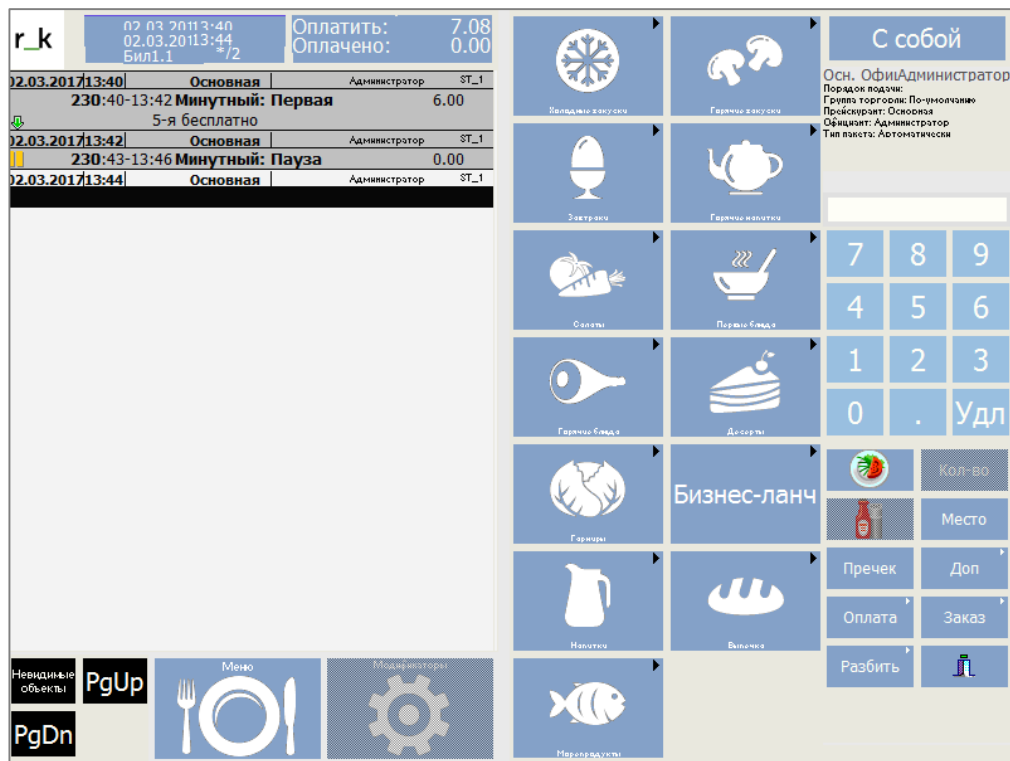 r_k
02.03.20113:40
02.03.20113:44
Бил1.1 */2
Оплатить: 7.08
Оплачено: 0.00
С собой
02.03.2017|13:40| Основная | Администратор ST_1
230:40-13:42 Минутный: Первая 6.00
5-я бесплатно
02.03.2017|13:42| Основная | Администратор ST_1
230:43-13:46 Минутный: Пауза 0.00
02.03.2017|13:44| Основная | Администратор ST_1
Холодные закуски
Горячие закуски
Завтраки
Горячие напитки
Салаты
Первые блюда
Горячие блюда
Десерты
Гарниры
Бизнес-ланч
Напитки
Выпечка
Морепродукты
Осн. ОфиАдминистратор
Порядок подачи:
Группа торговли: По-умолчанию
Прейскурант: Основная
Официант: Администратор
Тип пакета: Автоматически
7 8 9
4 5 6
1 2 3
0 . Удл
Кол-во
Место
Пречек
Доп
Оплата
Заказ
Разбить
Невидимые
объекты
PgUp
PgDn
Меню
Модификаторы